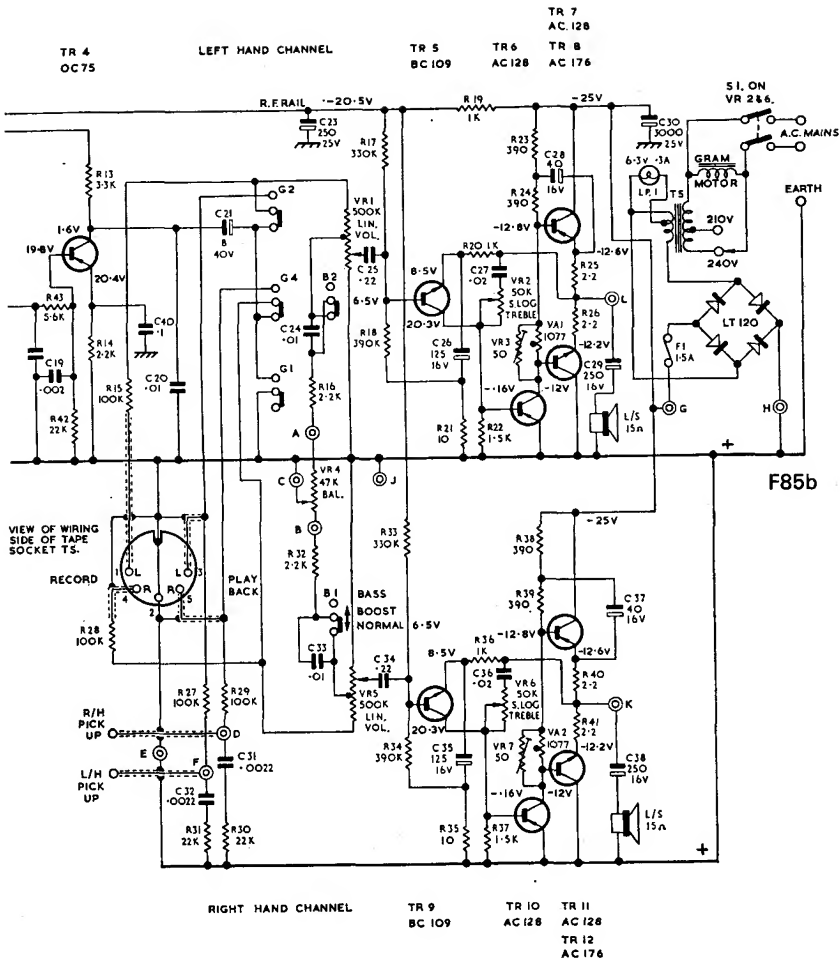 TR 7
AC. 128
TR 4
OC75
LEFT HAND CHANNEL
TR 5
BC 109
TR 6
AC128
TR 8
AC 176
R.F. RAIL
-20·5V
R19
1K
-25V
S.I. ON
VR 2 & 6.
A.C. MAINS
EARTH
C23
250
25V
R17
330K
R23
390
C28
40
16V
C30
3000
25V
6·3V ·3A
L.P. 1
GRAM
MOTOR
T5
210V
240V
R13
3·3K
G2
VR1
500K
LIN.
VOL.
R24
390
-12·8V
-12·6V
1·6V
C21
8
40V
19·8V
20·4V
G4
B2
C25
·22
6·5V
8·5V
R20 1K
C27
·02
VR2
50K
S.LOG
TREBLE
R25
2·2
R26
2·2
L
LT 120
R43
5·6K
R14
2·2K
C40
·1
C24
·01
R18
390K
20·3V
C26
125
16V
VR3
50
VA1
1077
-12·2V
C29
250
16V
-12V
F1
1·5A
C19
·002
R42
22K
R15
100K
C20
·01
G1
R16
2·2K
-·16V
L/S
15Ω
G
H
A
R21
10
R22
1·5K
+
F85b
C
VR4
47K
BAL.
J
B
VIEW OF WIRING
SIDE OF TAPE
SOCKET TS.
R33
330K
R38
390
-25V
R32
2·2K
RECORD
1
L
L
3
4
R
R
5
2
PLAY
BACK
R39
390
C37
40
16V
B1
BASS
BOOST
NORMAL
6·5V
R28
100K
C33
·01
C34
·22
8·5V
R36
1K
C36
·02
-12·8V
-12·6V
R40
2·2
R27
100K
R29
100K
VR5
500K
LIN.
VOL.
VR6
50K
S.LOG
TREBLE
R41
2·2
K
R/H
PICK
UP
D
E
F
20·3V
R34
390K
C35
125
16V
VR7
50
VA2
1077
-12·2V
-12V
C38
250
16V
L/H
PICK
UP
C31
·0022
C32
·0022
-·16V
L/S
15Ω
R31
22K
R30
22K
R35
10
R37
1·5K
+
RIGHT HAND CHANNEL
TR 9
BC 109
TR 10
AC 128
TR 11
AC 128
TR 12
AC 176